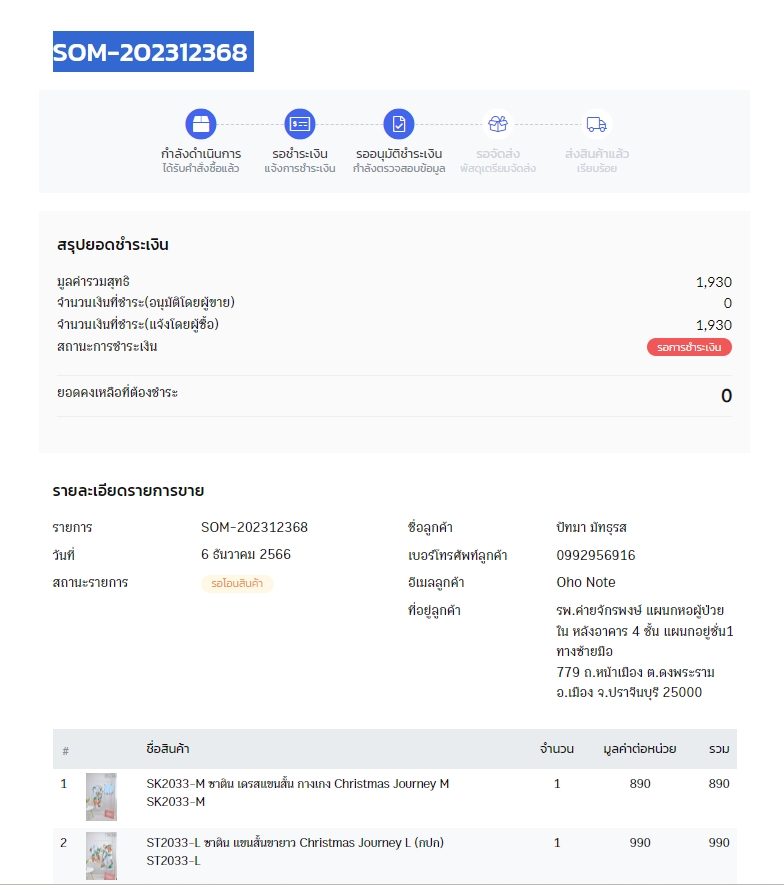 SOM-202312368
กำลังดำเนินการ
ได้รับคำสั่งซื้อแล้ว
รอชำระเงิน
แจ้งการชำระเงิน
รออนุมัติชำระเงิน
กำลังตรวจสอบข้อมูล
รอจัดส่ง
พัสดุเตรียมจัดส่ง
ส่งสินค้าแล้ว
เรียบร้อย
สรุปยอดชำระเงิน
มูลค่ารวมสุทธิ 1,930
จำนวนเงินที่ชำระ(อนุมัติโดยผู้ขาย) 0
จำนวนเงินที่ชำระ(แจ้งโดยผู้ซื้อ) 1,930
สถานะการชำระเงิน รอการชำระเงิน
ยอดคงเหลือที่ต้องชำระ 0
รายละเอียดรายการขาย
รายการ SOM-202312368
วันที่ 6 ธันวาคม 2566
สถานะรายการ รอโอนสินค้า
ชื่อลูกค้า ปัทมา มัทธุรส
เบอร์โทรศัพท์ลูกค้า 0992956916
อีเมลลูกค้า Oho Note
ที่อยู่ลูกค้า รพ.ค่ายจักรพงษ์ แผนกหอผู้ป่วย
ใน หลังอาคาร 4 ชั้น แผนกอยู่ชั้น1
ทางซ้ายมือ
779 ถ.หน้าเมือง ต.ดงพระราม
อ.เมือง จ.ปราจีนบุรี 25000
# ชื่อสินค้า จำนวน มูลค่าต่อหน่วย รวม
1 SK2033-M ซาติน เดรสแขนสั้น กางเกง Christmas Journey M 1 890 890
SK2033-M
2 ST2033-L ซาติน แขนสั้นขายาว Christmas Journey L (กปก) 1 990 990
ST2033-L